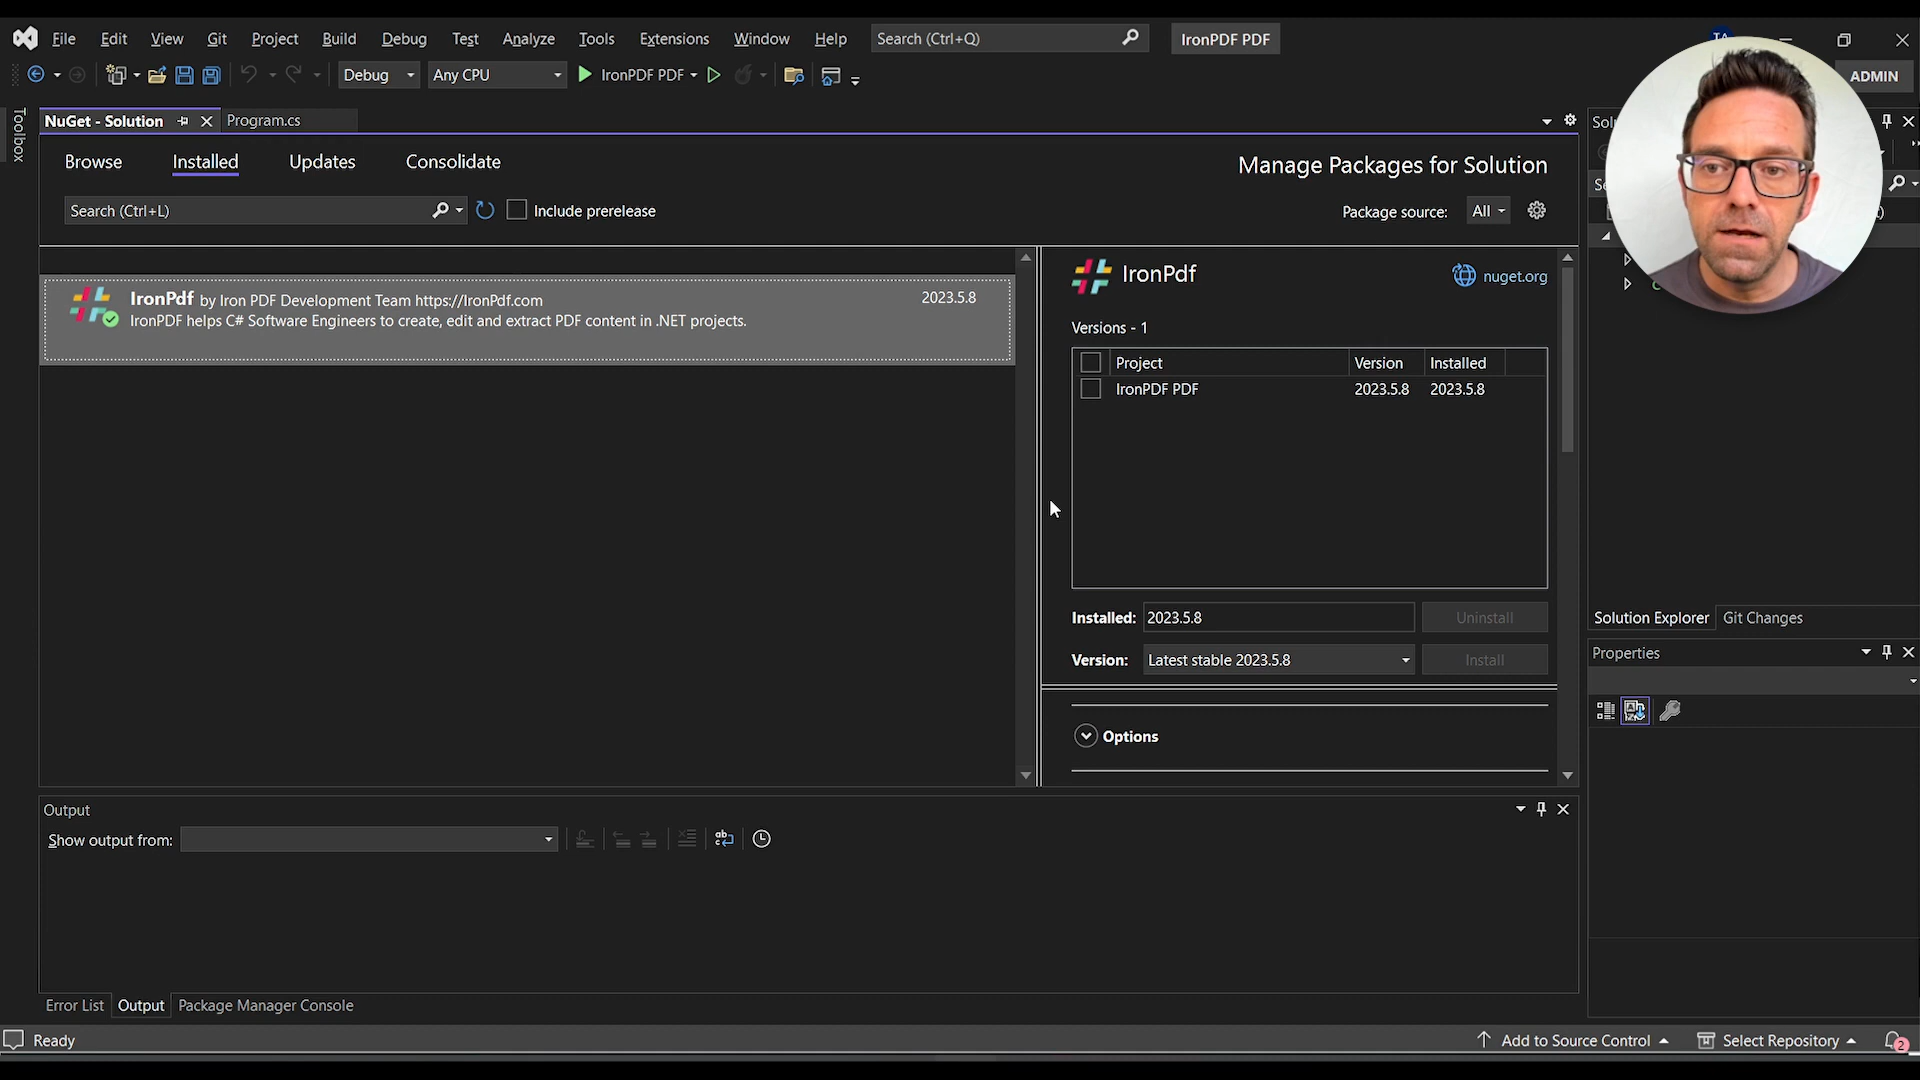 File Edit View Git Project Build Debug Test Analyze Tools Extensions Window Help Search (Ctrl+Q) IronPDF PDF
Debug Any CPU IronPDF PDF ADMIN
Toolbox
NuGet - Solution Program.cs
Browse Installed Updates Consolidate Manage Packages for Solution
Search (Ctrl+L) Include prerelease Package source: All
IronPdf by Iron PDF Development Team https://IronPdf.com 2023.5.8
IronPDF helps C# Software Engineers to create, edit and extract PDF content in .NET projects.
IronPdf nuget.org
Versions - 1
Project Version Installed
IronPDF PDF 2023.5.8 2023.5.8
Installed: 2023.5.8 Uninstall
Version: Latest stable 2023.5.8 Install
Options
Solution Explorer Git Changes
Properties
Output
Show output from:
Error List Output Package Manager Console
Ready Add to Source Control Select Repository 2